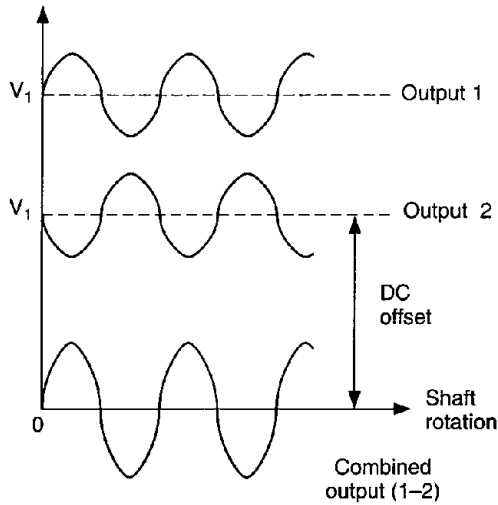 V1
Output 1
V1
Output 2
DC
offset
0
Shaft
rotation
Combined
output (1–2)